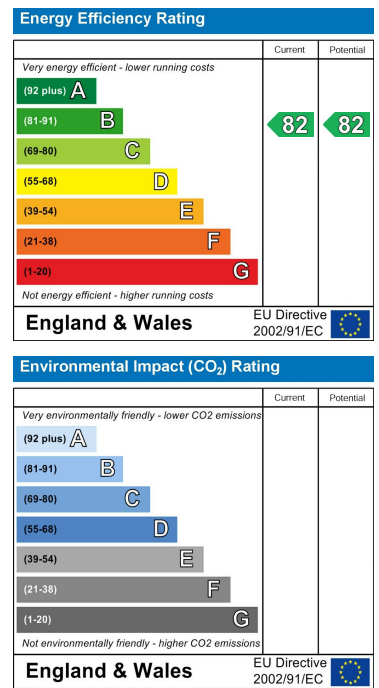 Energy Efficiency Rating
Current Potential
Very energy efficient - lower running costs
(92 plus) A
(81-91) B 82 82
(69-80) C
(55-68) D
(39-54) E
(21-38) F
(1-20) G
Not energy efficient - higher running costs
England & Wales
EU Directive
2002/91/EC
Environmental Impact (CO₂) Rating
Current Potential
Very environmentally friendly - lower CO2 emissions
(92 plus) A
(81-91) B
(69-80) C
(55-68) D
(39-54) E
(21-38) F
(1-20) G
Not environmentally friendly - higher CO2 emissions
England & Wales
EU Directive
2002/91/EC